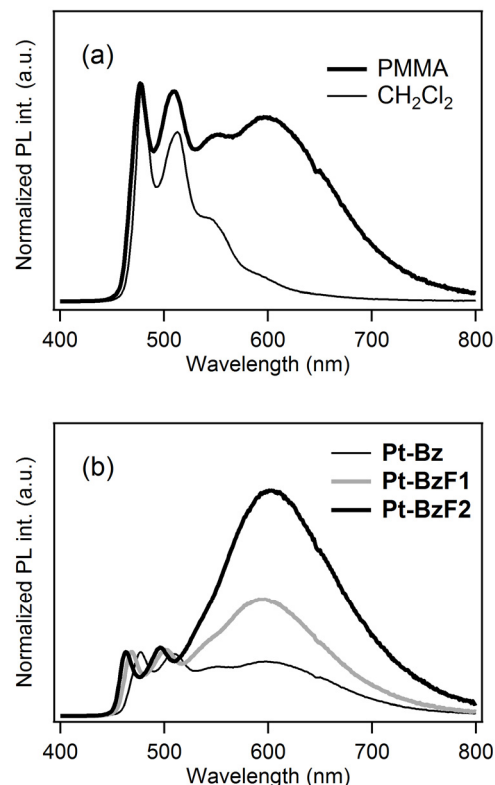 (a)
PMMA
CH₂Cl₂
Normalized PL int. (a.u.)
400 500 600 700 800
Wavelength (nm)
(b)
Pt-Bz
Pt-BzF1
Pt-BzF2
Normalized PL int. (a.u.)
400 500 600 700 800
Wavelength (nm)